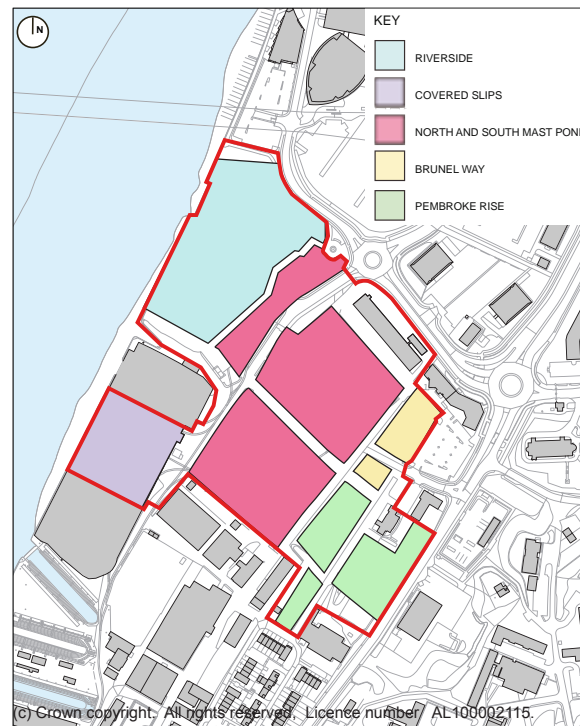 N
KEY
RIVERSIDE
COVERED SLIPS
NORTH AND SOUTH MAST POND
BRUNEL WAY
PEMBROKE RISE
(c) Crown copyright. All rights reserved. Licence number AL100002115.